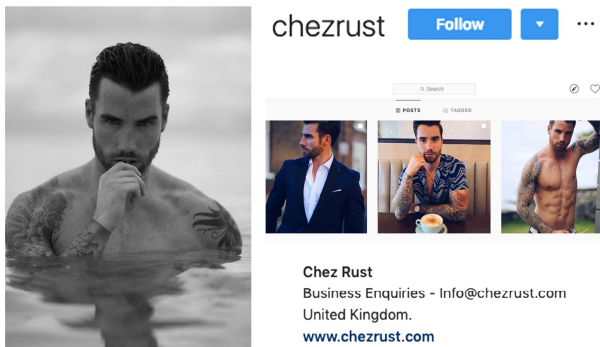 chezrust
Follow
Search
POSTS
TAGGED
Chez Rust
Business Enquiries - Info@chezrust.com
United Kingdom.
www.chezrust.com